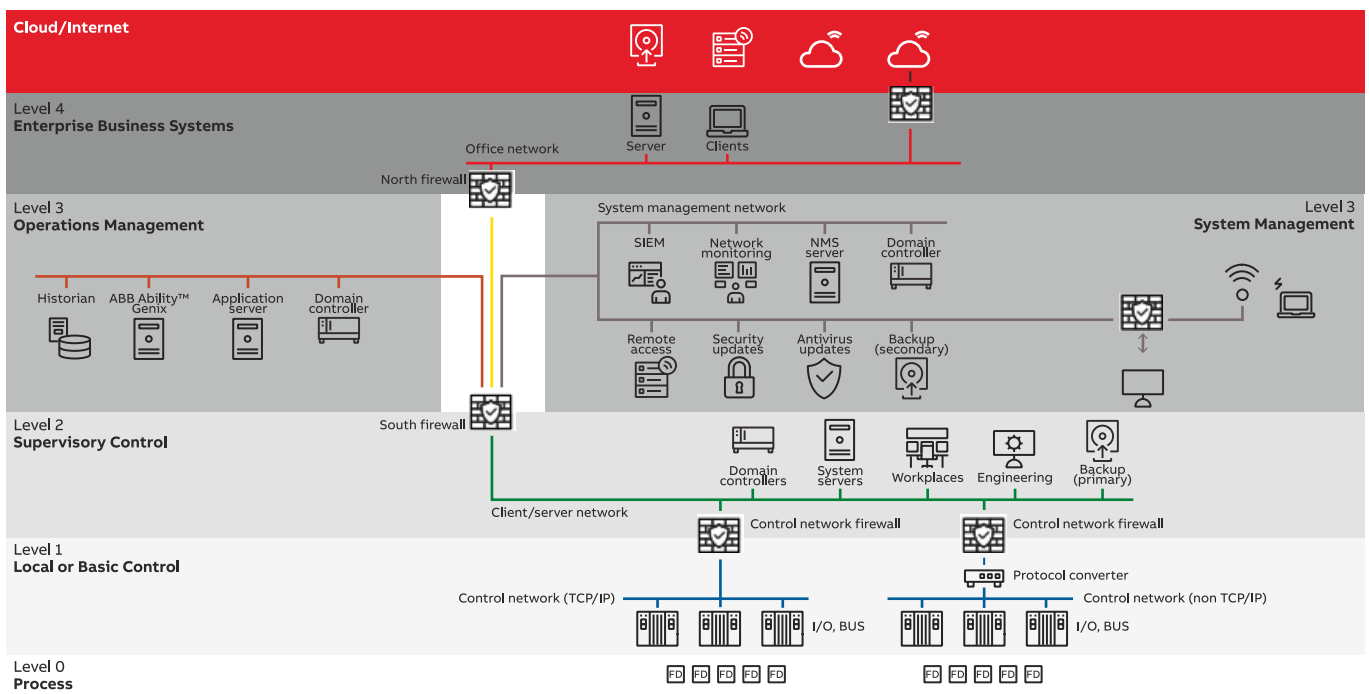 Cloud/Internet
Level 4
Enterprise Business Systems
Server
Clients
Office network
North firewall
Level 3
Operations Management
System management network
Level 3
System Management
SIEM
Network
monitoring
NMS
server
Domain
controller
Historian
ABB Ability™
Genix
Application
server
Domain
controller
Remote
access
Security
updates
Antivirus
updates
Backup
(secondary)
Level 2
Supervisory Control
South firewall
Domain
controllers
System
servers
Workplaces
Engineering
Backup
(primary)
Client/server network
Control network firewall
Control network firewall
Level 1
Local or Basic Control
Protocol converter
Control network (TCP/IP)
Control network (non TCP/IP)
I/O, BUS
I/O, BUS
Level 0
Process
FD FD FD FD FD
FD FD FD FD FD